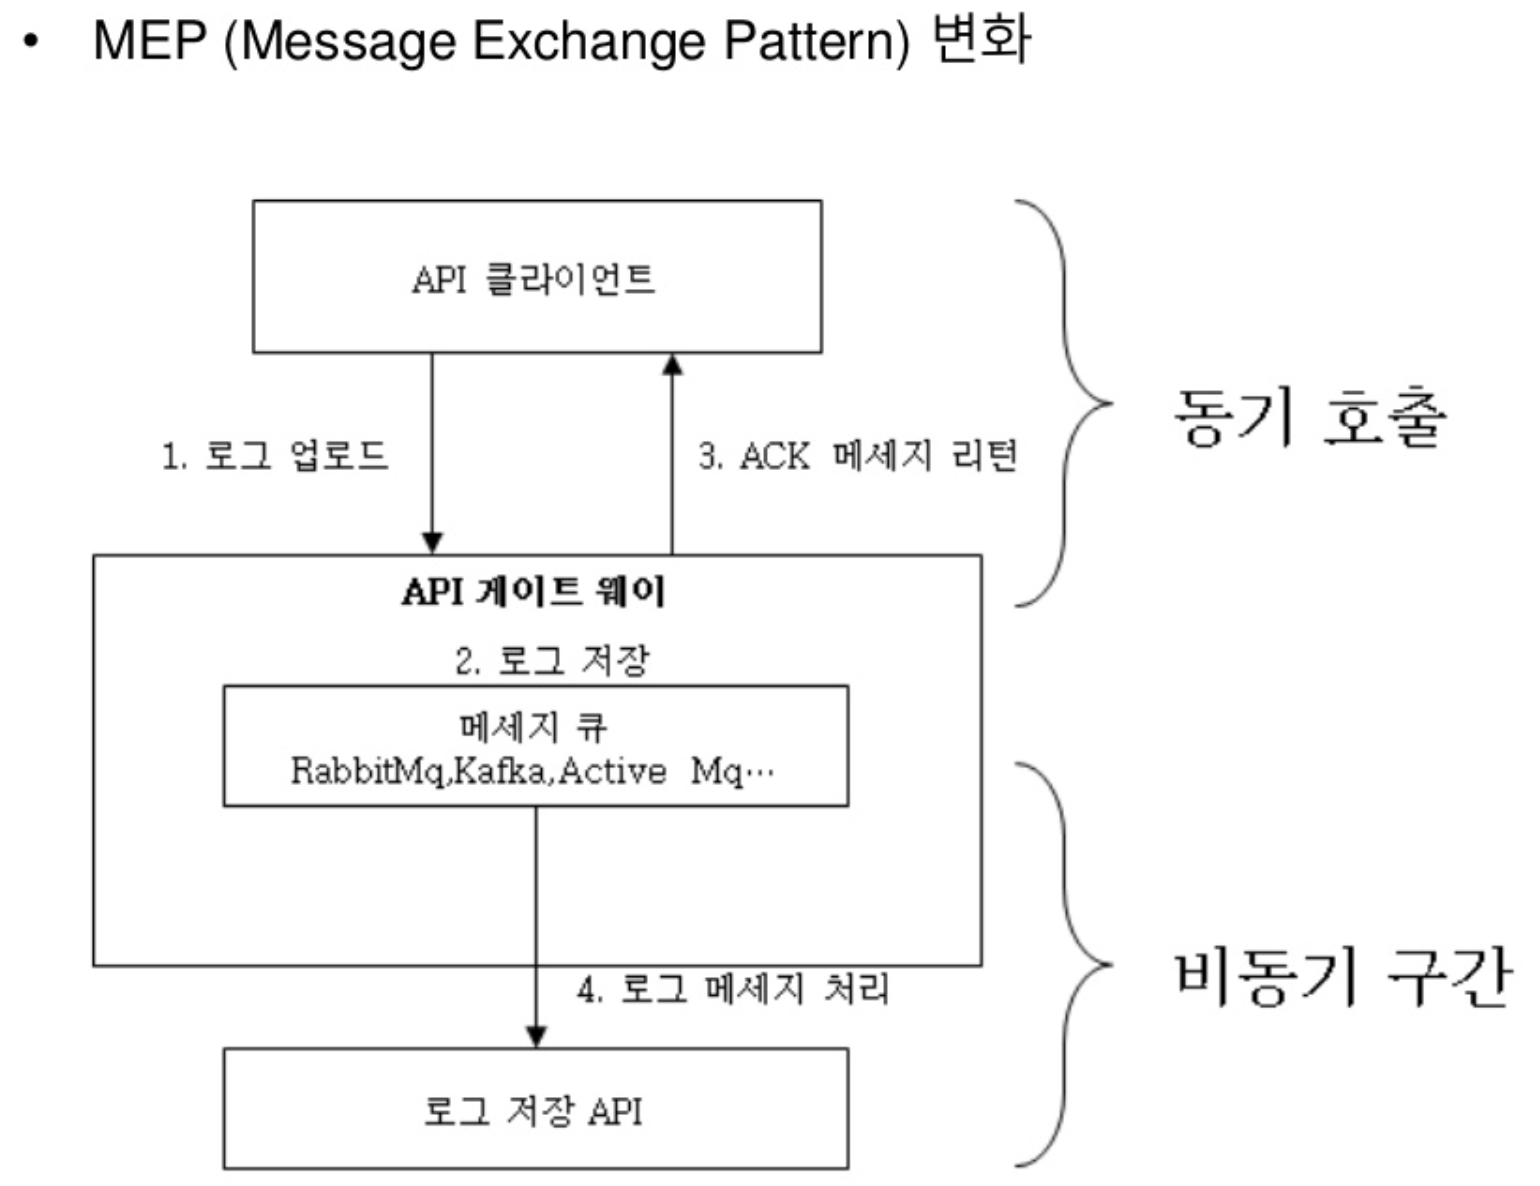 • MEP (Message Exchange Pattern) 변화
API 클라이언트
1. 로그 업로드
3. ACK 메세지 리턴
동기 호출
API 게이트 웨이
2. 로그 저장
메세지 큐
RabbitMq,Kafka,Active Mq…
4. 로그 메세지 처리
비동기 구간
로그 저장 API